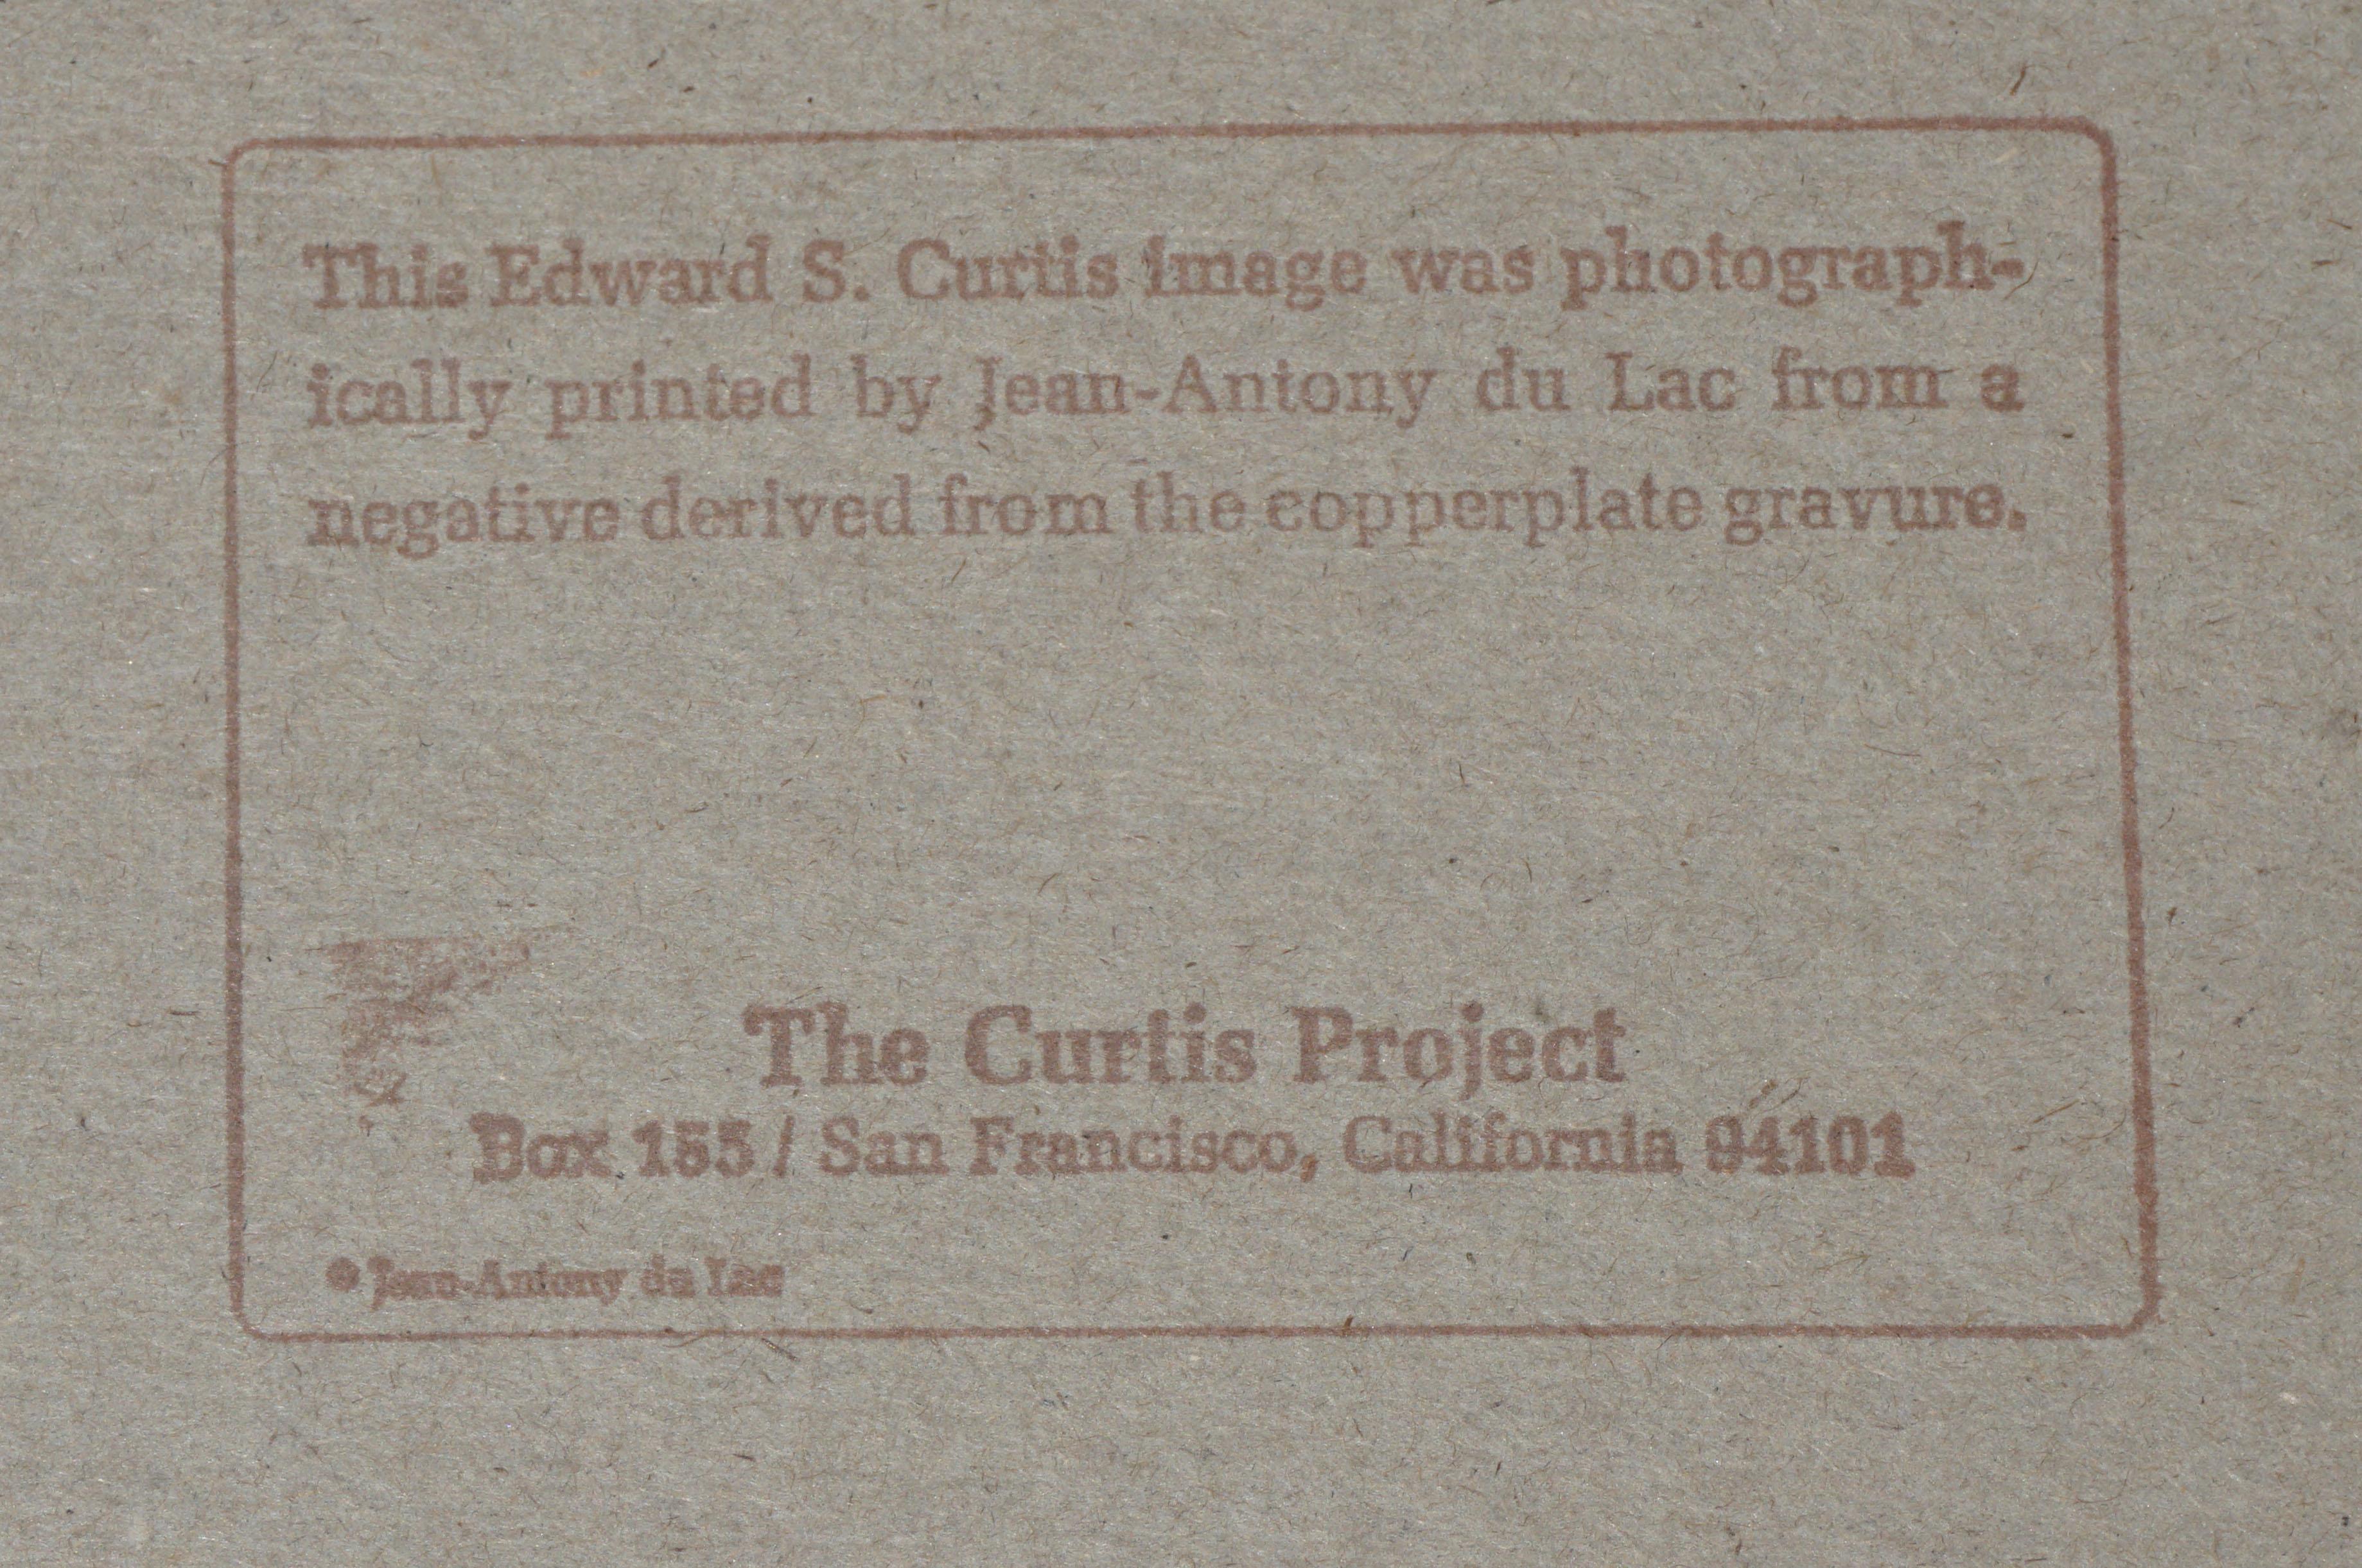 This Edward S. Curtis image was photograph-
ically printed by Jean-Antony du Lac from a
negative derived from the copperplate gravure.
The Curtis Project
Box 155 / San Francisco, California 94101
© Jean-Antony du Lac